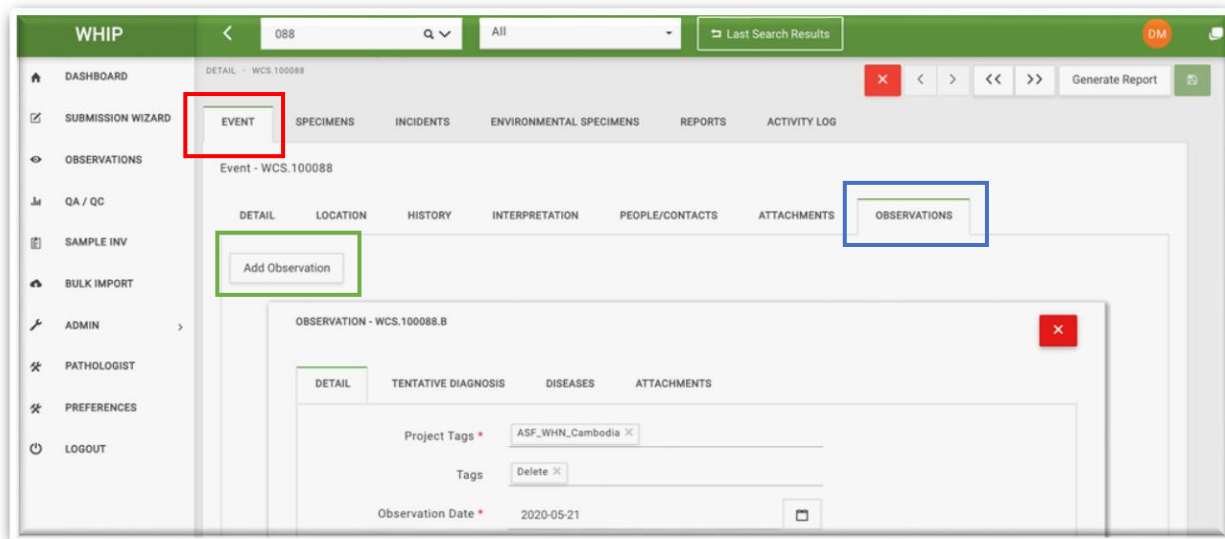 WHIP
088
All
Last Search Results
DM
DASHBOARD
SUBMISSION WIZARD
OBSERVATIONS
QA / QC
SAMPLE INV
BULK IMPORT
ADMIN
PATHOLOGIST
PREFERENCES
LOGOUT
DETAIL - WCS.100088
Generate Report
EVENT SPECIMENS INCIDENTS ENVIRONMENTAL SPECIMENS REPORTS ACTIVITY LOG
Event - WCS.100088
DETAIL LOCATION HISTORY INTERPRETATION PEOPLE/CONTACTS ATTACHMENTS OBSERVATIONS
Add Observation
OBSERVATION - WCS.100088.B
DETAIL TENTATIVE DIAGNOSIS DISEASES ATTACHMENTS
Project Tags * ASF_WHN_Cambodia ×
Tags Delete ×
Observation Date * 2020-05-21